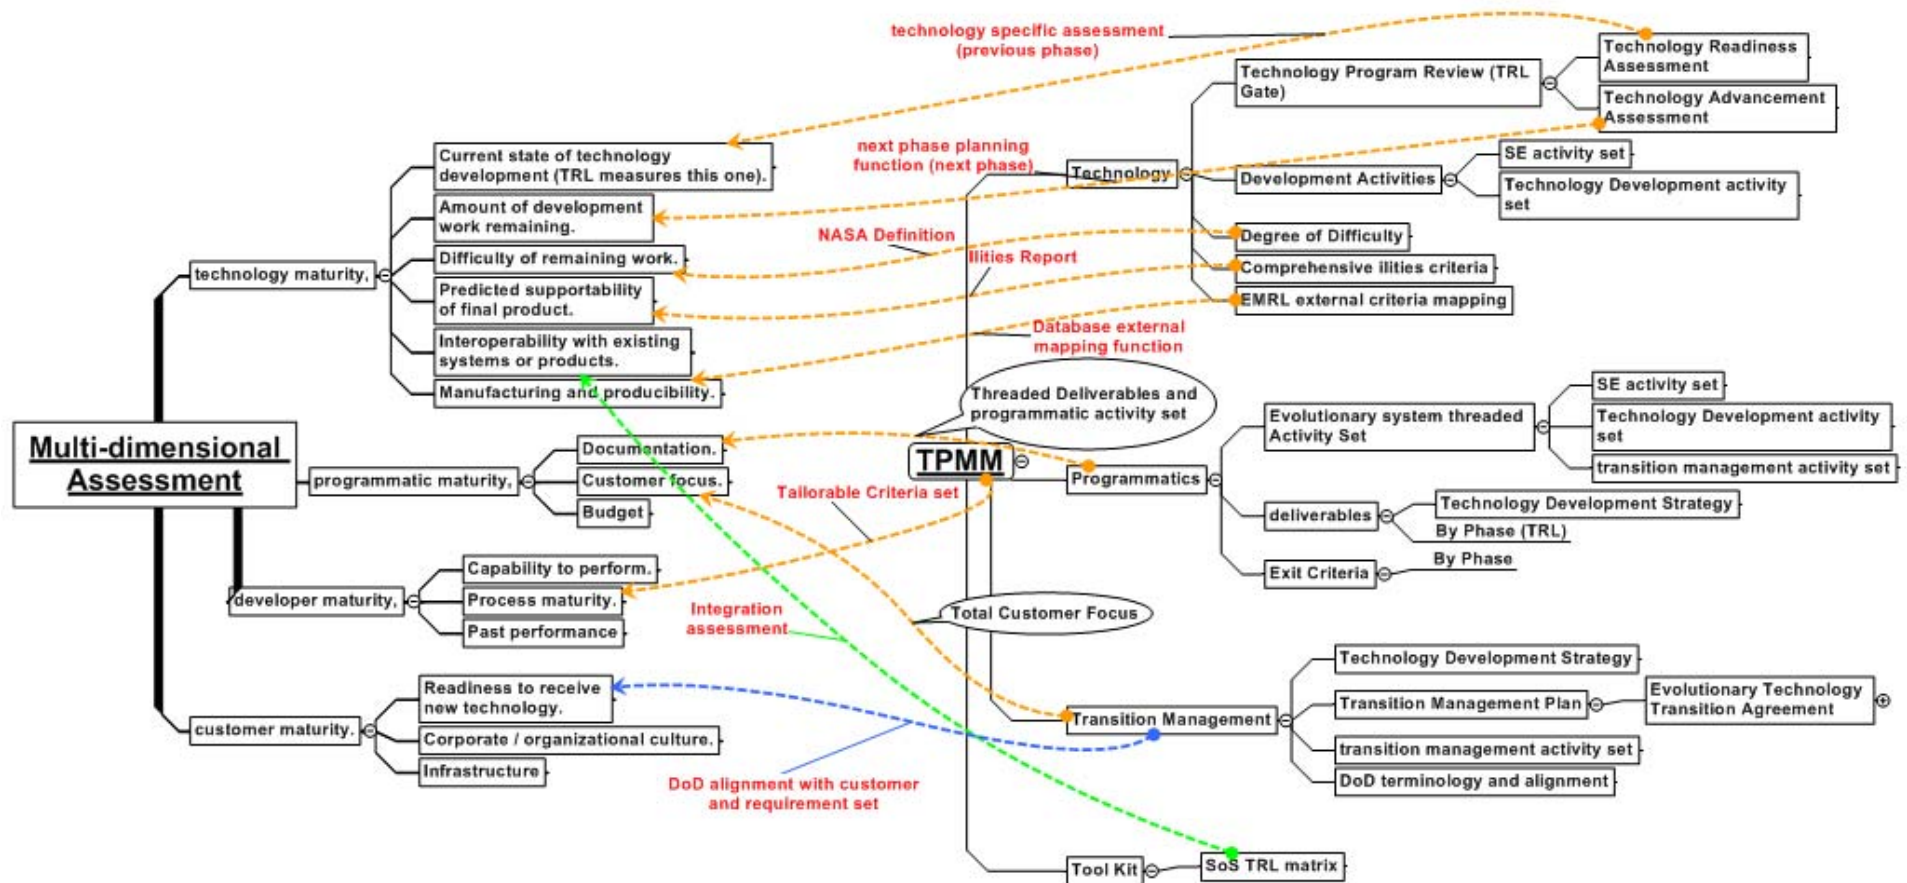 technology specific assessment
(previous phase)
Technology Readiness
Assessment
Technology Program Review (TRL
Gate)
Technology Advancement
Assessment
next phase planning
function (next phase)
Technology
SE activity set
Development Activities
Technology Development activity
set
Current state of technology
development (TRL measures this one).
Amount of development
work remaining.
NASA Definition
Degree of Difficulty
Difficulty of remaining work.
Ilities Report
Comprehensive ilities criteria
technology maturity,
Predicted supportability
of final product.
EMRL external criteria mapping
Interoperability with existing
systems or products.
Database external
mapping function
Manufacturing and producibility.
Threaded Deliverables and
programmatic activity set
SE activity set
Evolutionary system threaded
Activity Set
Technology Development activity
set
transition management activity set
Multi-dimensional
Assessment
Documentation.
TPMM
programmatic maturity,
Customer focus.
Programmatics
Tailorable Criteria set
Budget
deliverables
Technology Development Strategy
By Phase (TRL)
Exit Criteria
By Phase
Capability to perform.
developer maturity,
Process maturity.
Past performance
Integration
assessment
Total Customer Focus
Technology Development Strategy
Readiness to receive
new technology.
Transition Management
Transition Management Plan
Evolutionary Technology
Transition Agreement
customer maturity.
Corporate / organizational culture.
transition management activity set
Infrastructure
DoD terminology and alignment
DoD alignment with customer
and requirement set
Tool Kit
SoS TRL matrix